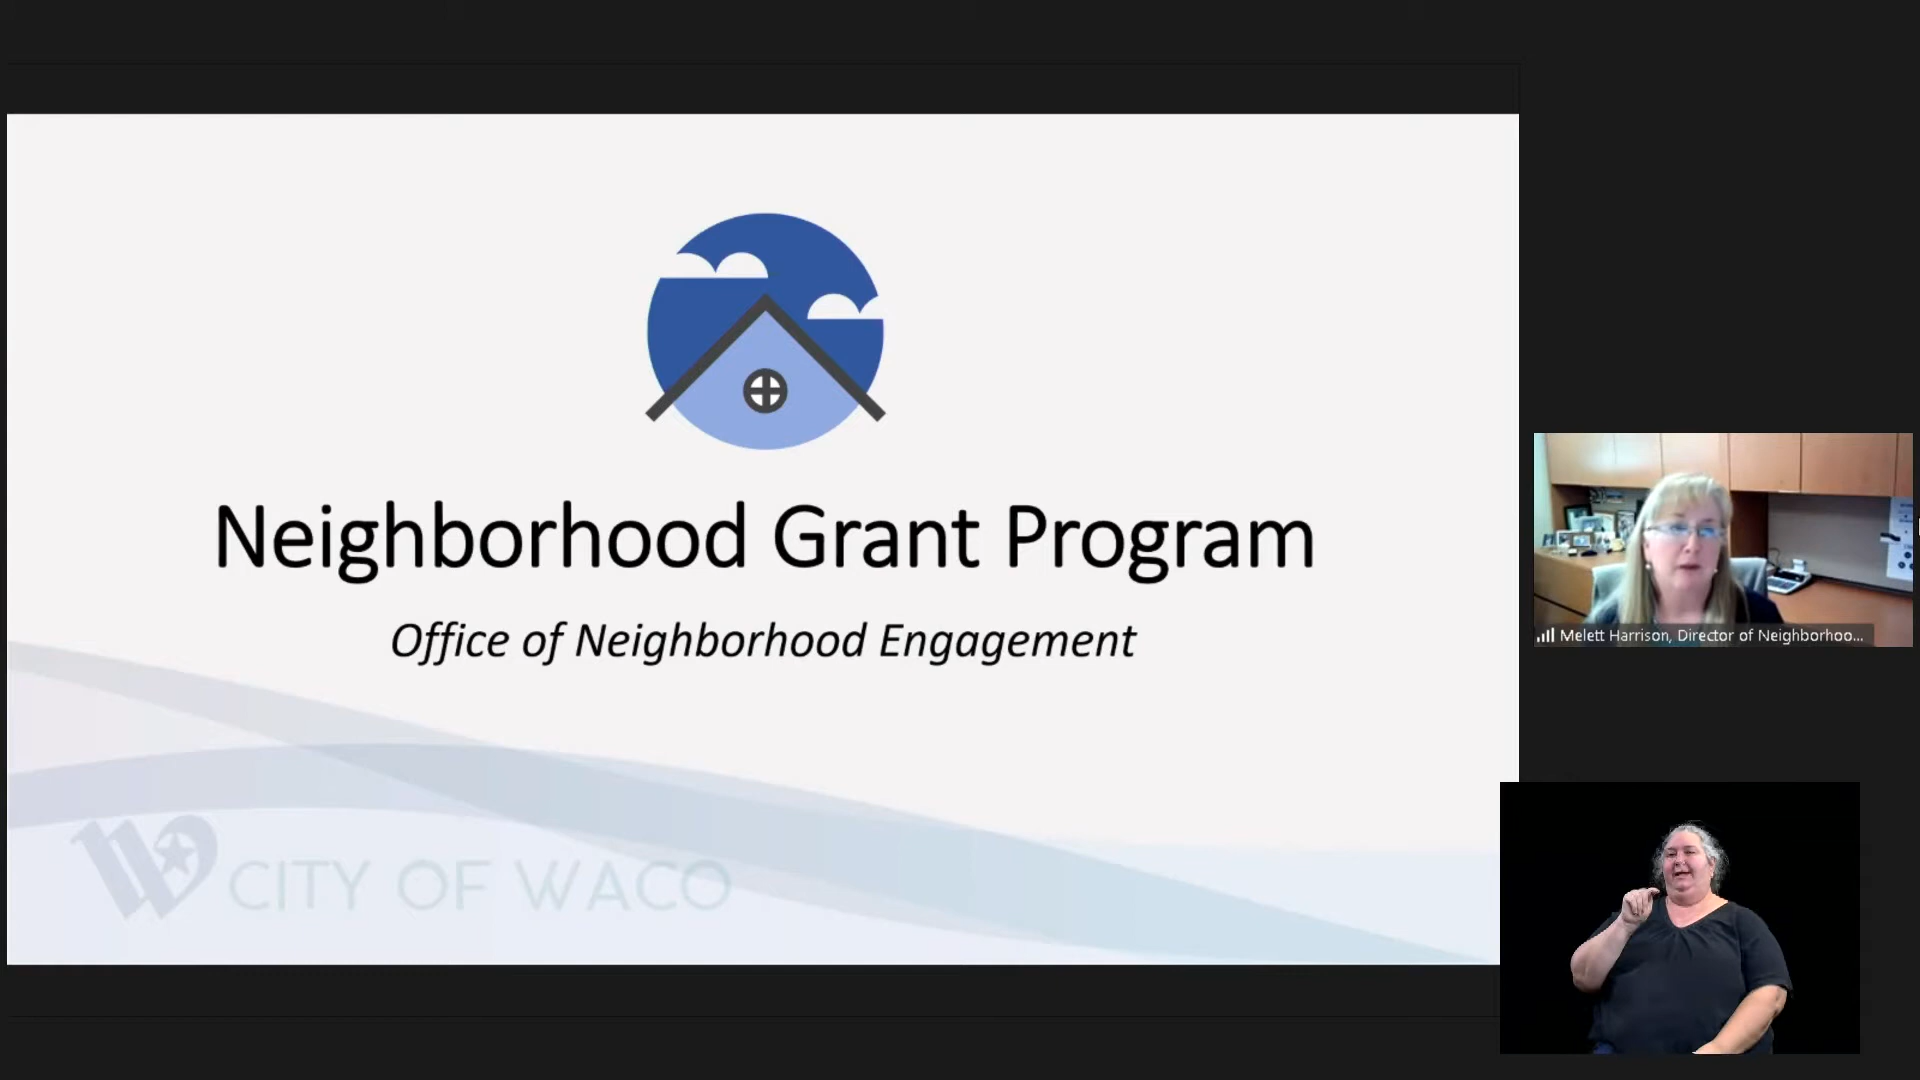 Neighborhood Grant Program
Office of Neighborhood Engagement
CITY OF WACO
Melett Harrison, Director of Neighborhoo...